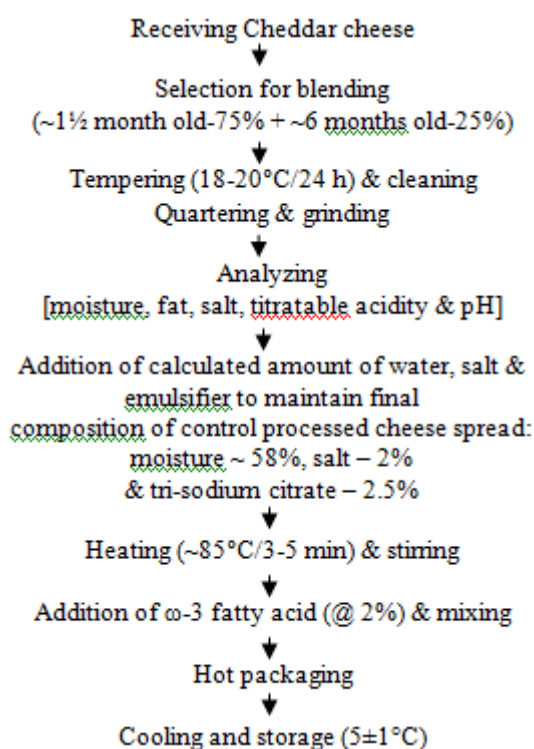 Receiving Cheddar cheese
Selection for blending
(~1½ month old-75% + ~6 months old-25%)
Tempering (18-20°C/24 h) & cleaning
Quartering & grinding
Analyzing
[moisture, fat, salt, titratable acidity & pH]
Addition of calculated amount of water, salt &
emulsifier to maintain final
composition of control processed cheese spread:
moisture ~ 58%, salt – 2%
& tri-sodium citrate – 2.5%
Heating (~85°C/3-5 min) & stirring
Addition of ω-3 fatty acid (@ 2%) & mixing
Hot packaging
Cooling and storage (5±1°C)